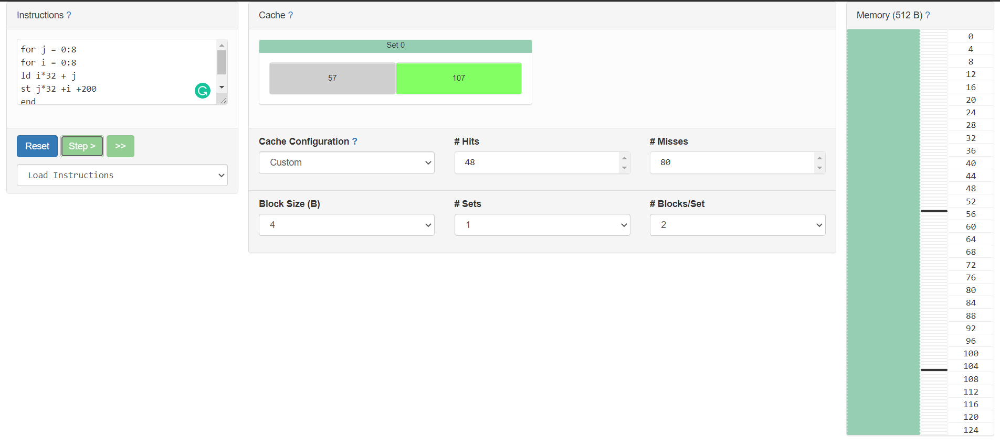 Instructions ?
for j = 0:8
for i = 0:8
ld i*32 + j
st j*32 +i +200
end
Reset
Step >
>>
Load Instructions
Cache ?
Set 0
57
107
Cache Configuration ?
# Hits
# Misses
Custom
48
80
Block Size (B)
# Sets
# Blocks/Set
4
1
2
Memory (512 B) ?
0
4
8
12
16
20
24
28
32
36
40
44
48
52
56
60
64
68
72
76
80
84
88
92
96
100
104
108
112
116
120
124